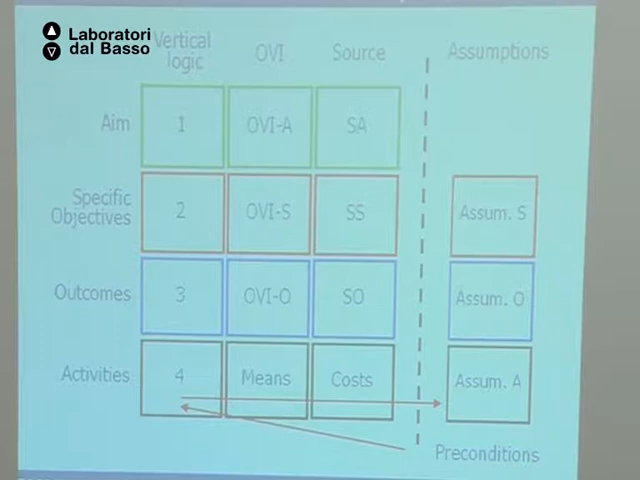 Laboratori
dal Basso
Vertical
logic
OVI
Source
Assumptions
Aim
1
OVI-A
SA
Specific
Objectives
2
OVI-S
SS
Assum. S
Outcomes
3
OVI-O
SO
Assum. O
Activities
4
Means
Costs
Assum. A
Preconditions